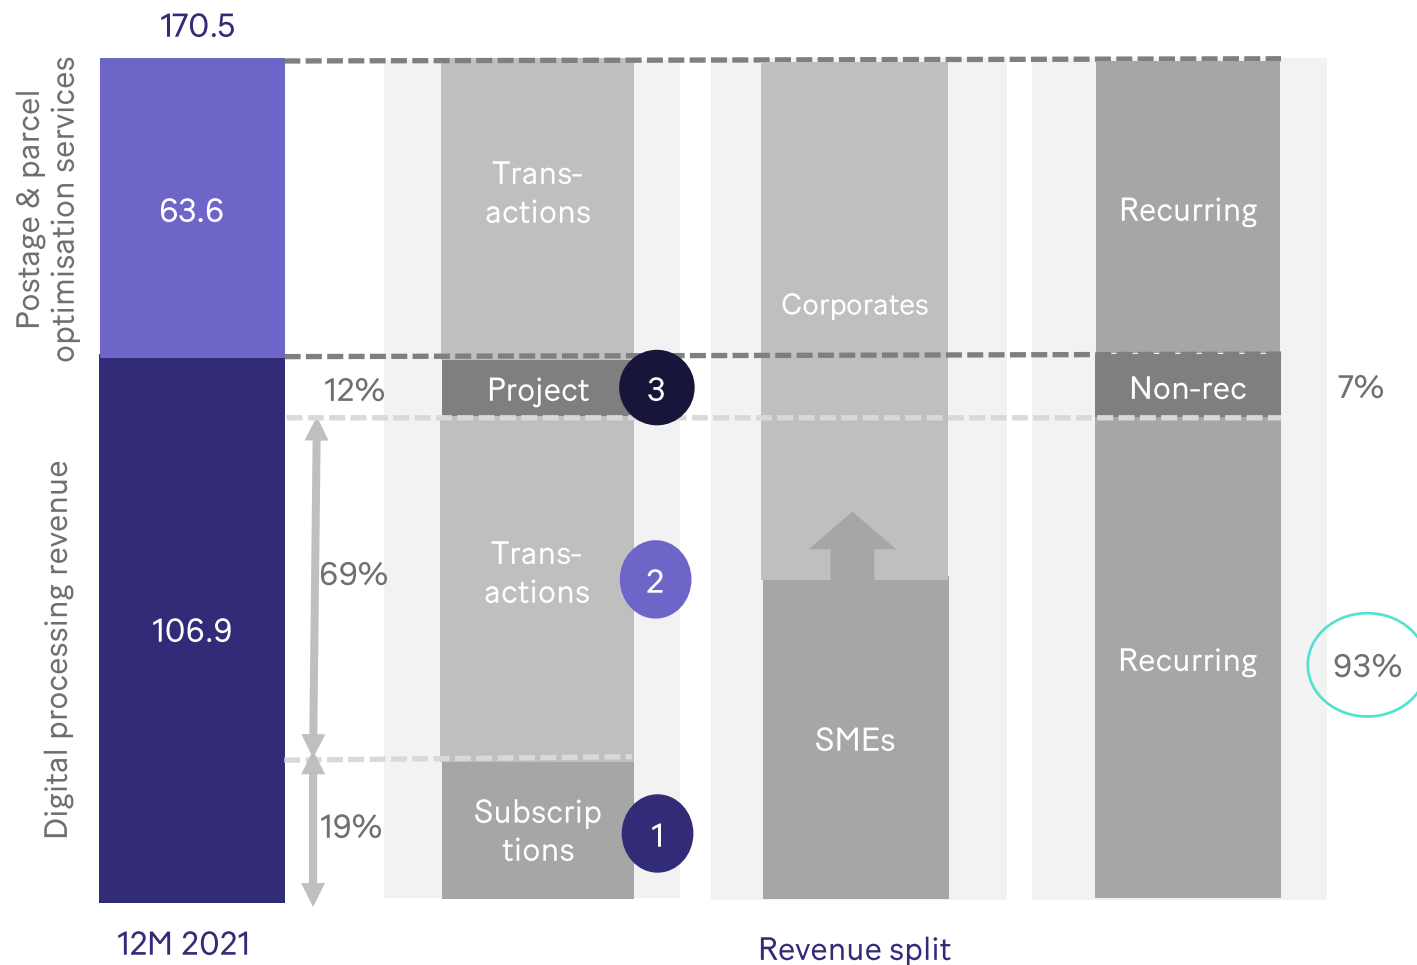 170.5
Postage & parcel
optimisation services
63.6
Trans-
actions
Corporates
Recurring
12%
Project
3
Non-rec
7%
Digital processing revenue
106.9
69%
Trans-
actions
2
Recurring
93%
SMEs
19%
Subscrip
tions
1
12M 2021
Revenue split